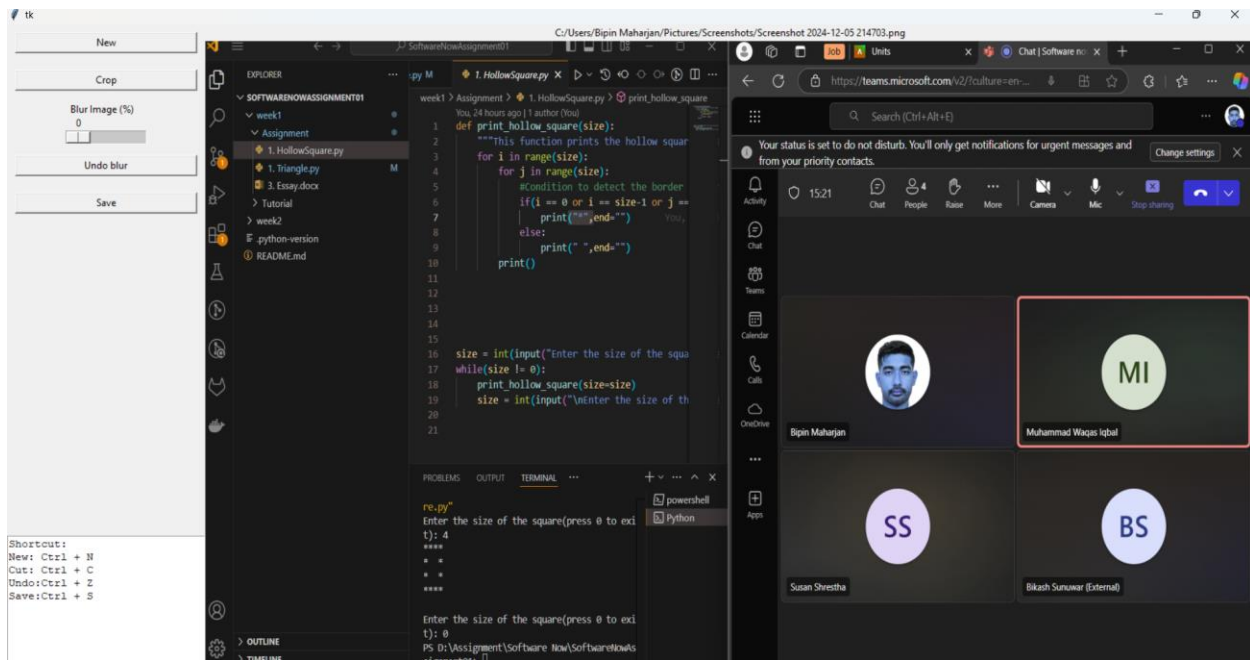 tk
C:/Users/Bipin Maharjan/Pictures/Screenshots/Screenshot 2024-12-05 214703.png
New
Crop
Blur Image (%)
0
Undo blur
Save
Shortcut:
New: Ctrl + N
Cut: Ctrl + C
Undo:Ctrl + Z
Save:Ctrl + S
SoftwareNowAssignment01
EXPLORER
SOFTWARENOWASSIGNMENT01
week1
Assignment
1. HollowSquare.py
1. Triangle.py M
3. Essay.docx
Tutorial
week2
.python-version
README.md
OUTLINE
TIMELINE
.py M
1. HollowSquare.py
week1 > Assignment > 1. HollowSquare.py > print_hollow_square
You, 24 hours ago | 1 author (You)
1 def print_hollow_square(size):
2 """This function prints the hollow squar
3 for i in range(size):
4 for j in range(size):
5 #Condition to detect the border
6 if(i == 0 or i == size-1 or j ==
7 print("*",end="") You,
8 else:
9 print(" ",end="")
10 print()
11
12
13
14
15
16 size = int(input("Enter the size of the squa
17 while(size != 0):
18 print_hollow_square(size=size)
19 size = int(input("\nEnter the size of th
20
21
PROBLEMS OUTPUT TERMINAL
powershell
Python
re.py"
Enter the size of the square(press 0 to exi
t): 4
****
* *
* *
****
Enter the size of the square(press 0 to exi
t): 0
PS D:\Assignment\Software Now\SoftwareNowAs
Job
Units
Chat | Software no
https://teams.microsoft.com/v2/?culture=en-...
Search (Ctrl+Alt+E)
Your status is set to do not disturb. You'll only get notifications for urgent messages and
from your priority contacts.
Change settings
15:21
Chat
4
People
Raise
More
Camera
Mic
Stop sharing
Activity
Chat
Teams
Calendar
Calls
OneDrive
Apps
Bipin Maharjan
MI
Muhammad Waqas Iqbal
SS
Susan Shrestha
BS
Bikash Sunuwar (External)